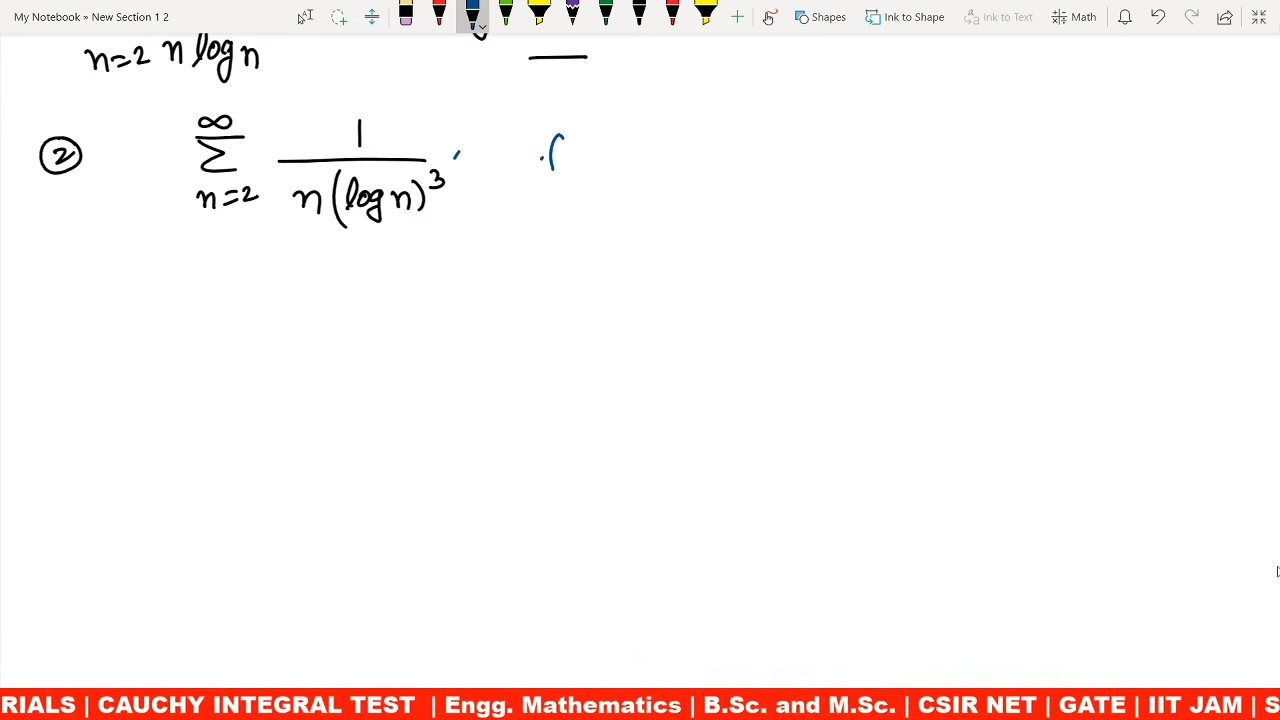 My Notebook » New Section 1 2
Shapes
Ink to Shape
Ink to Text
Math
n=2 n log n
② ∞
Σ 1
n=2 n(log n)³
RIALS | CAUCHY INTEGRAL TEST | Engg. Mathematics | B.Sc. and M.Sc. | CSIR NET | GATE | IIT JAM | S